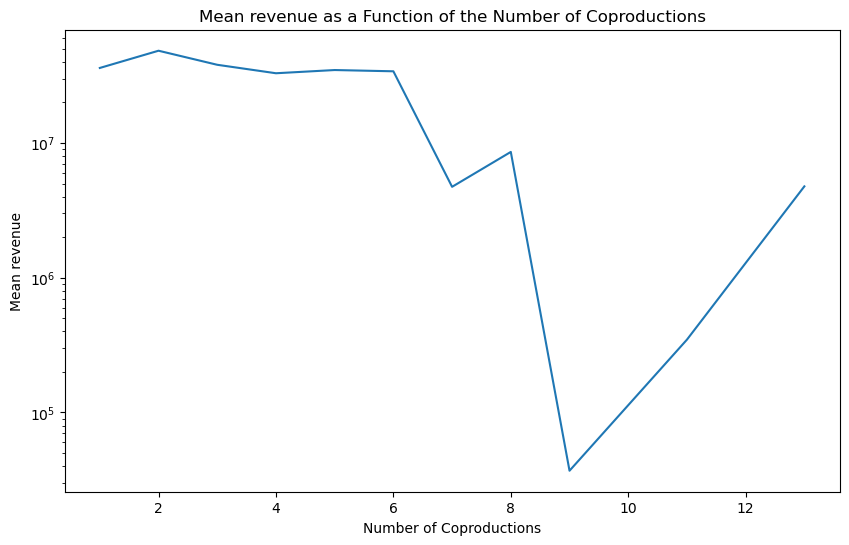 Mean revenue as a Function of the Number of Coproductions
Mean revenue
10^7
10^6
10^5
2 4 6 8 10 12
Number of Coproductions